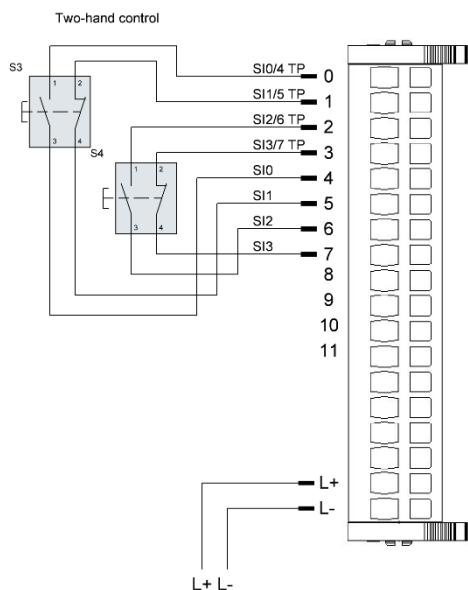 Two-hand control
S3
1 2
3 4
S4
1 2
3 4
SI0/4 TP 0
SI1/5 TP 1
SI2/6 TP 2
SI3/7 TP 3
SI0 4
SI1 5
SI2 6
SI3 7
8
9
10
11
L+
L-
L+ L-